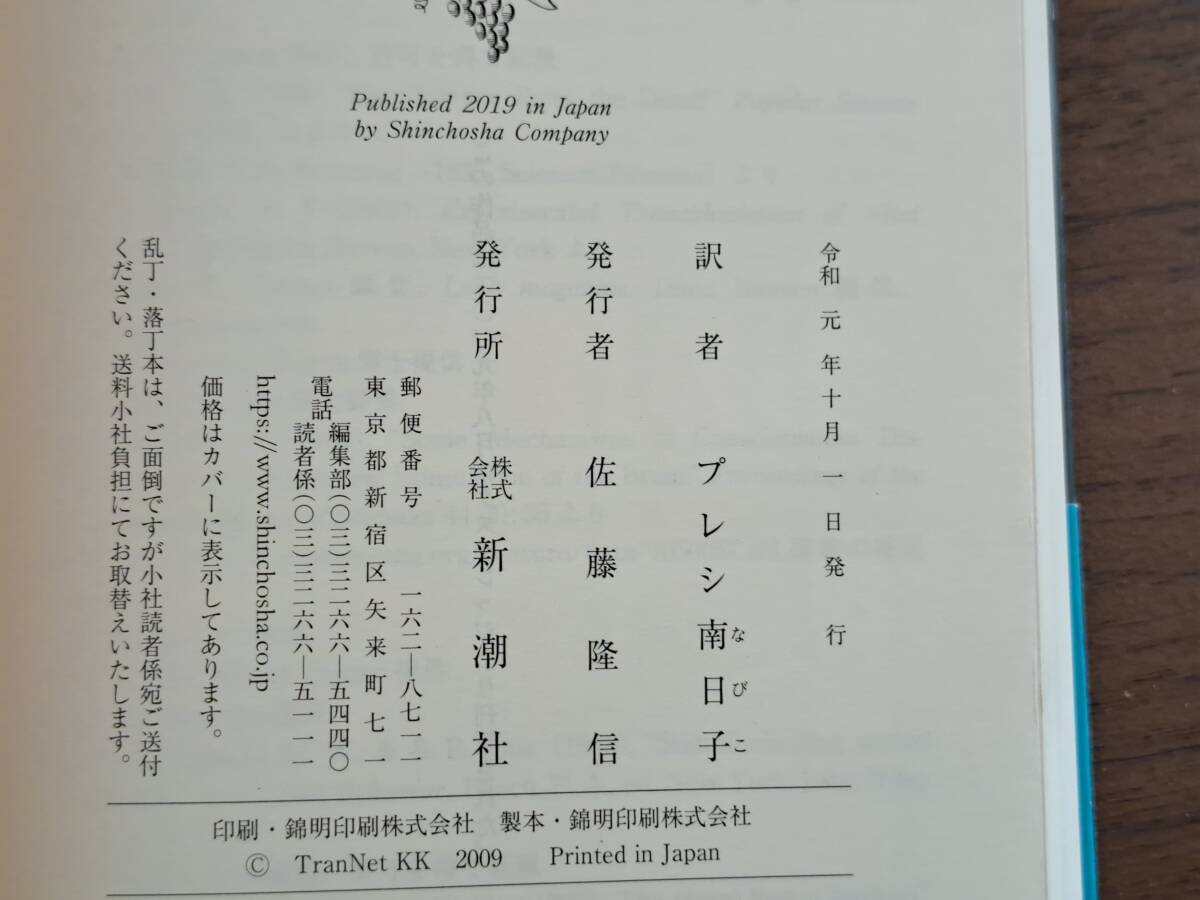 Published 2019 in Japan
by Shinchosha Company
令和元年十月 日発行
訳者 プレシ南日子
なびこ
発行者 佐藤隆信
発行所 株式会社 新潮社
郵便番号 一六二―八七一一
東京都新宿区矢来町七一
電話 編集部(〇三)三二六六―五四四〇
読者係(〇三)三二六六―五一一一
https://www.shinchosha.co.jp
価格はカバーに表示してあります。
乱丁・落丁本は、ご面倒ですが小社読者係宛ご送付
ください。送料小社負担にてお取替えいたします。
印刷・錦明印刷株式会社 製本・錦明印刷株式会社
© TranNet KK 2009 Printed in Japan